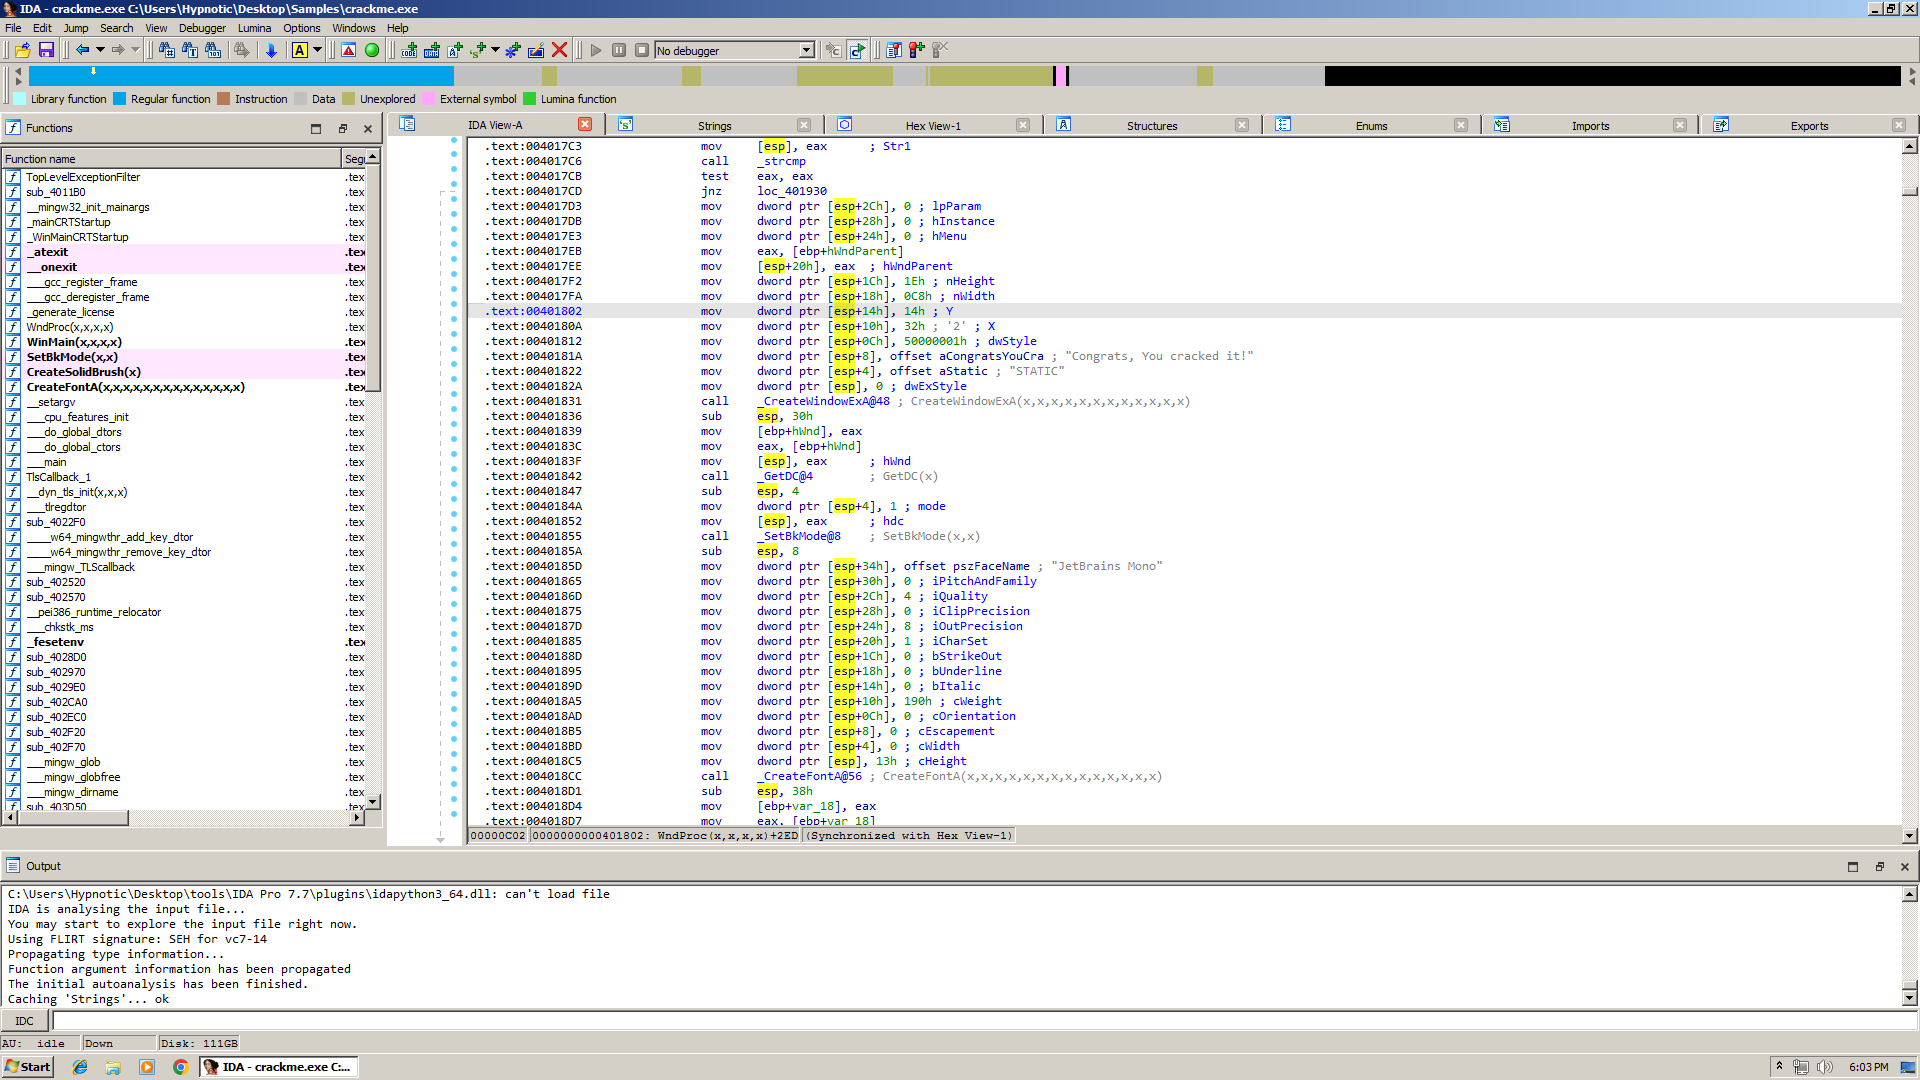 IDA - crackme.exe C:\Users\Hypnotic\Desktop\Samples\crackme.exe
File Edit Jump Search View Debugger Lumina Options Windows Help
No debugger
Library function Regular function Instruction Data Unexplored External symbol Lumina function
Functions
Function name Seg
TopLevelExceptionFilter .tex
sub_4011B0 .tex
__mingw32_init_mainargs .tex
_mainCRTStartup .tex
_WinMainCRTStartup .tex
_atexit .tex
__onexit .tex
___gcc_register_frame .tex
___gcc_deregister_frame .tex
_generate_license .tex
WndProc(x,x,x,x) .tex
WinMain(x,x,x,x) .tex
SetBkMode(x,x) .tex
CreateSolidBrush(x) .tex
CreateFontA(x,x,x,x,x,x,x,x,x,x,x,x,x,x) .tex
__setargv .tex
___cpu_features_init .tex
___do_global_dtors .tex
___do_global_ctors .tex
___main .tex
TlsCallback_1 .tex
__dyn_tls_init(x,x,x) .tex
___tlregdtor .tex
sub_4022F0 .tex
____w64_mingwthr_add_key_dtor .tex
____w64_mingwthr_remove_key_dtor .tex
___mingw_TLScallback .tex
sub_402520 .tex
sub_402570 .tex
__pei386_runtime_relocator .tex
___chkstk_ms .tex
_fesetenv .tex
sub_4028D0 .tex
sub_402970 .tex
sub_4029E0 .tex
sub_402CA0 .tex
sub_402EC0 .tex
sub_402F20 .tex
sub_402F70 .tex
___mingw_glob .tex
___mingw_globfree .tex
___mingw_dirname .tex
sub_403D50 .tex
IDA View-A Strings Hex View-1 Structures Enums Imports Exports
.text:004017C3 mov [esp], eax ; Str1
.text:004017C6 call _strcmp
.text:004017CB test eax, eax
.text:004017CD jnz loc_401930
.text:004017D3 mov dword ptr [esp+2Ch], 0 ; lpParam
.text:004017DB mov dword ptr [esp+28h], 0 ; hInstance
.text:004017E3 mov dword ptr [esp+24h], 0 ; hMenu
.text:004017EB mov eax, [ebp+hWndParent]
.text:004017EE mov [esp+20h], eax ; hWndParent
.text:004017F2 mov dword ptr [esp+1Ch], 1Eh ; nHeight
.text:004017FA mov dword ptr [esp+18h], 0C8h ; nWidth
.text:00401802 mov dword ptr [esp+14h], 14h ; Y
.text:0040180A mov dword ptr [esp+10h], 32h ; '2' ; X
.text:00401812 mov dword ptr [esp+0Ch], 50000001h ; dwStyle
.text:0040181A mov dword ptr [esp+8], offset aCongratsYouCra ; "Congrats, You cracked it!"
.text:00401822 mov dword ptr [esp+4], offset aStatic ; "STATIC"
.text:0040182A mov dword ptr [esp], 0 ; dwExStyle
.text:00401831 call _CreateWindowExA@48 ; CreateWindowExA(x,x,x,x,x,x,x,x,x,x,x,x)
.text:00401836 sub esp, 30h
.text:00401839 mov [ebp+hWnd], eax
.text:0040183C mov eax, [ebp+hWnd]
.text:0040183F mov [esp], eax ; hWnd
.text:00401842 call _GetDC@4 ; GetDC(x)
.text:00401847 sub esp, 4
.text:0040184A mov dword ptr [esp+4], 1 ; mode
.text:00401852 mov [esp], eax ; hdc
.text:00401855 call _SetBkMode@8 ; SetBkMode(x,x)
.text:0040185A sub esp, 8
.text:0040185D mov dword ptr [esp+34h], offset pszFaceName ; "JetBrains Mono"
.text:00401865 mov dword ptr [esp+30h], 0 ; iPitchAndFamily
.text:0040186D mov dword ptr [esp+2Ch], 4 ; iQuality
.text:00401875 mov dword ptr [esp+28h], 0 ; iClipPrecision
.text:0040187D mov dword ptr [esp+24h], 8 ; iOutPrecision
.text:00401885 mov dword ptr [esp+20h], 1 ; iCharSet
.text:0040188D mov dword ptr [esp+1Ch], 0 ; bStrikeOut
.text:00401895 mov dword ptr [esp+18h], 0 ; bUnderline
.text:0040189D mov dword ptr [esp+14h], 0 ; bItalic
.text:004018A5 mov dword ptr [esp+10h], 190h ; cWeight
.text:004018AD mov dword ptr [esp+0Ch], 0 ; cOrientation
.text:004018B5 mov dword ptr [esp+8], 0 ; cEscapement
.text:004018BD mov dword ptr [esp+4], 0 ; cWidth
.text:004018C5 mov dword ptr [esp], 13h ; cHeight
.text:004018CC call _CreateFontA@56 ; CreateFontA(x,x,x,x,x,x,x,x,x,x,x,x,x,x)
.text:004018D1 sub esp, 38h
.text:004018D4 mov [ebp+var_18], eax
.text:004018D7 mov eax, [ebp+var_18]
00000C02 0000000000401802: WndProc(x,x,x,x)+2ED (Synchronized with Hex View-1)
Output
C:\Users\Hypnotic\Desktop\tools\IDA Pro 7.7\plugins\idapython3_64.dll: can't load file
IDA is analysing the input file...
You may start to explore the input file right now.
Using FLIRT signature: SEH for vc7-14
Propagating type information...
Function argument information has been propagated
The initial autoanalysis has been finished.
Caching 'Strings'... ok
IDC
AU: idle Down Disk: 111GB
Start IDA - crackme.exe C:... 6:03 PM